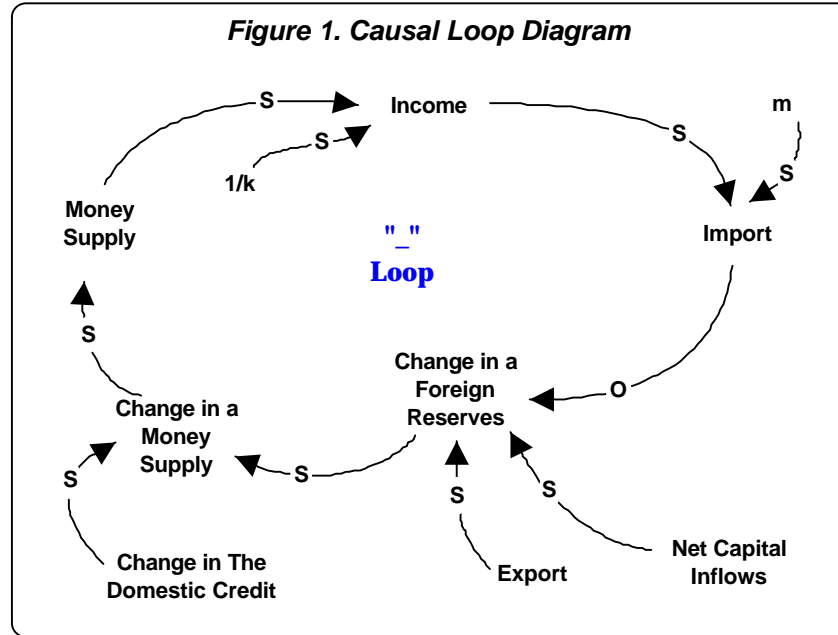 Figure 1. Causal Loop Diagram
S
Income
m
S
S
S
1/k
Money
Supply
Import
"_"
Loop
S
Change in a
Foreign
Reserves
O
Change in a
Money
Supply
S
S
S
S
Change in The
Domestic Credit
Export
Net Capital
Inflows